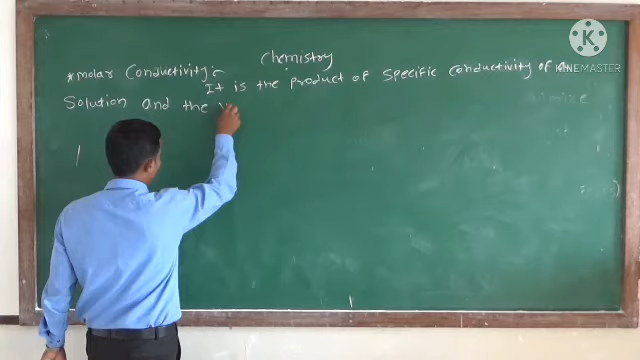 Chemistry
*molar Conductivity:-
It is the product of Specific Conductivity of a
Solution and the
KINEMASTER